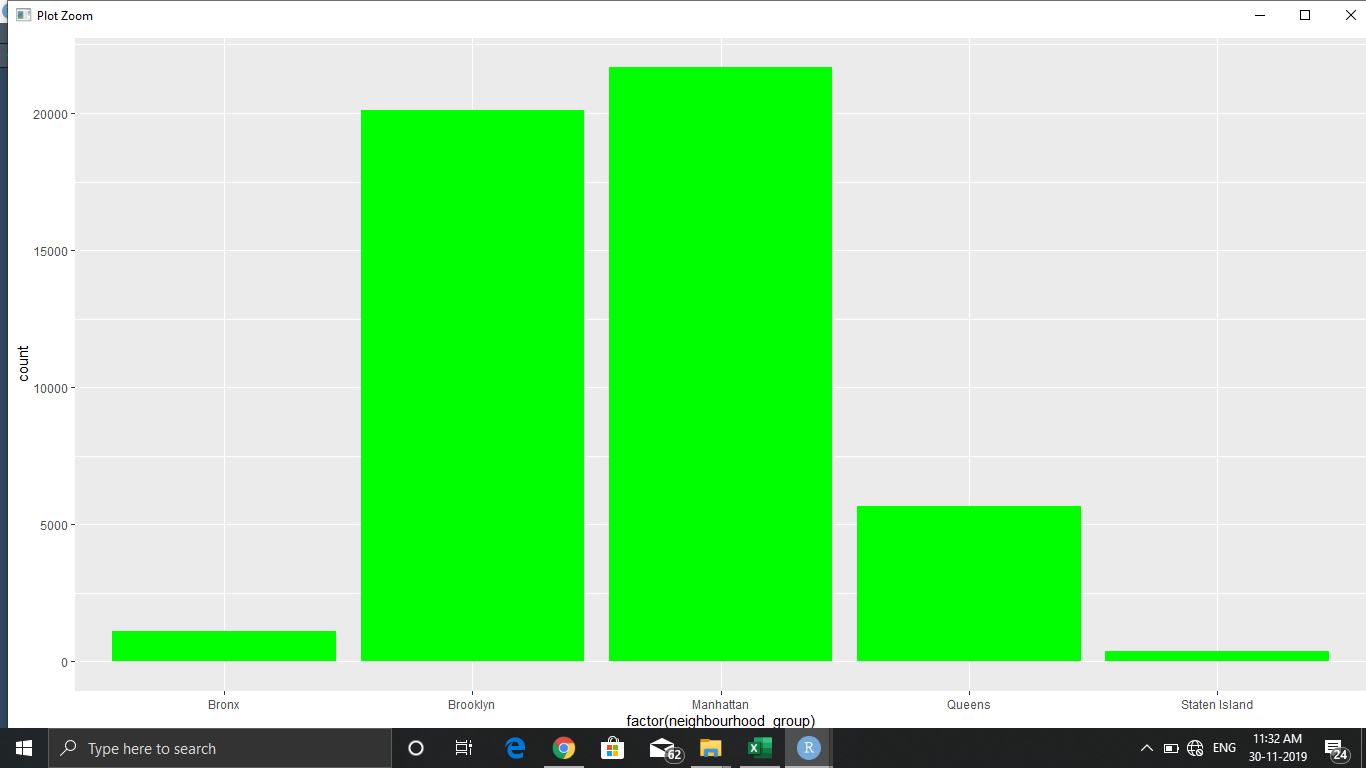 Plot Zoom
20000
15000
10000
5000
0
count
Bronx Brooklyn Manhattan Queens Staten Island
factor(neighbourhood_group)
Type here to search
62
R
ENG
11:32 AM
30-11-2019
24